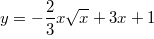 y = -\frac{2}{3}x\sqrt{x} + 3x + 1